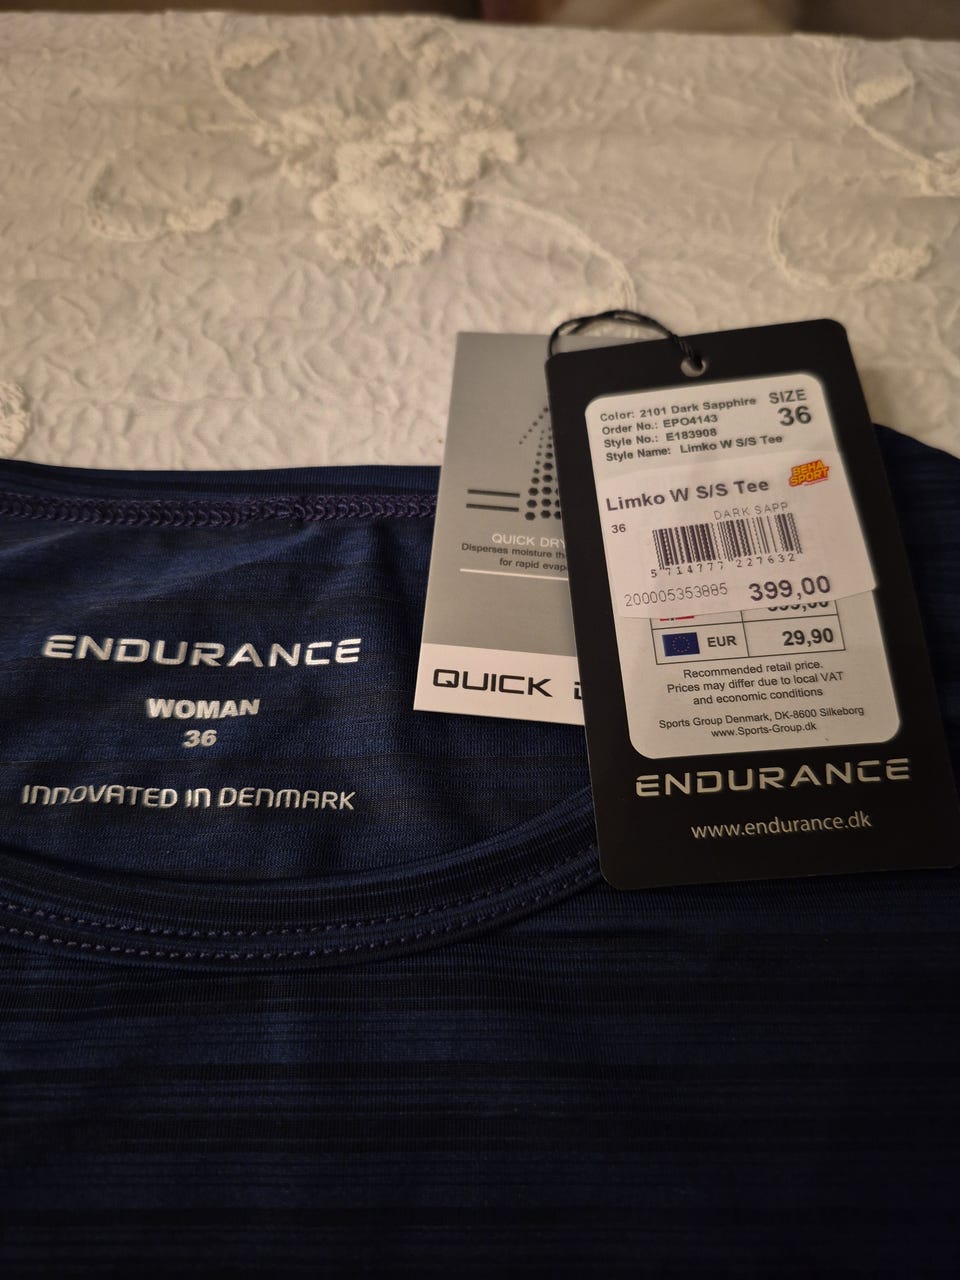 Color: 2101 Dark Sapphire
Order No.: EPO4143
Style No.: E183908
Style Name: Limko W S/S Tee
SIZE
36
BEHA
SPORT
Limko W S/S Tee
36
DARK SAPP
5 714777 227632
200005353885
399,00
EUR 29,90
Recommended retail price.
Prices may differ due to local VAT
and economic conditions
Sports Group Denmark, DK-8600 Silkeborg
www.Sports-Group.dk
ENDURANCE
www.endurance.dk
QUICK DRY
Disperses moisture
for rapid
QUICK
ENDURANCE
WOMAN
36
INNOVATED IN DENMARK